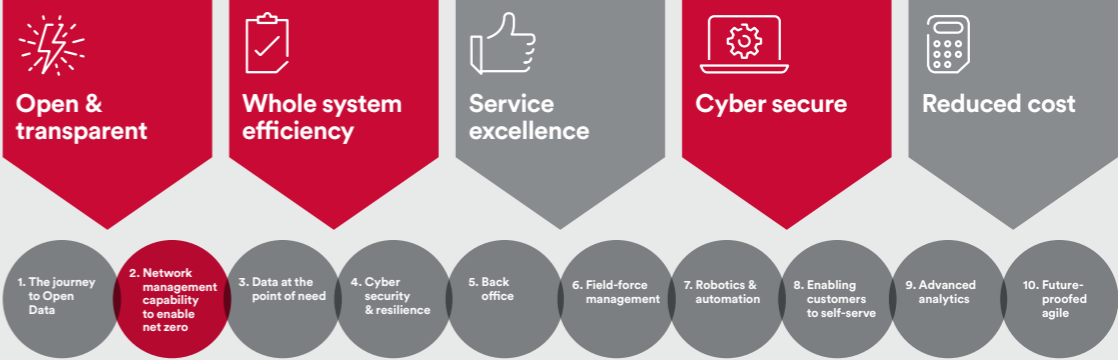 Open &
transparent
Whole system
efficiency
Service
excellence
Cyber secure
Reduced cost
1. The journey
to Open
Data
2. Network
management
capability
to enable
net zero
3. Data at the
point of need
4. Cyber
security
& resilience
5. Back
office
6. Field-force
management
7. Robotics &
automation
8. Enabling
customers
to self-serve
9. Advanced
analytics
10. Future-
proofed
agile